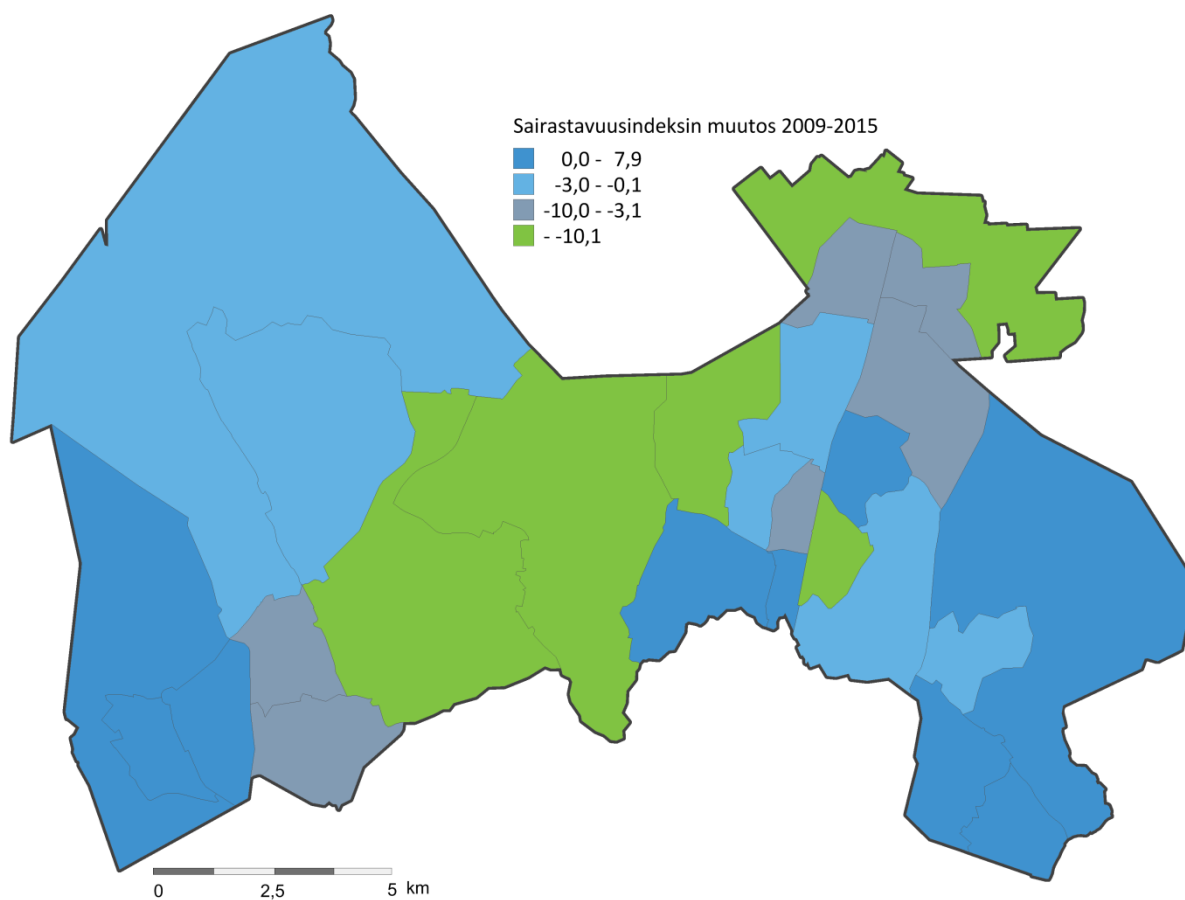 Sairastavuusindeksin muutos 2009-2015
0,0 - 7,9
-3,0 - -0,1
-10,0 - -3,1
- -10,1
0 2,5 5 km